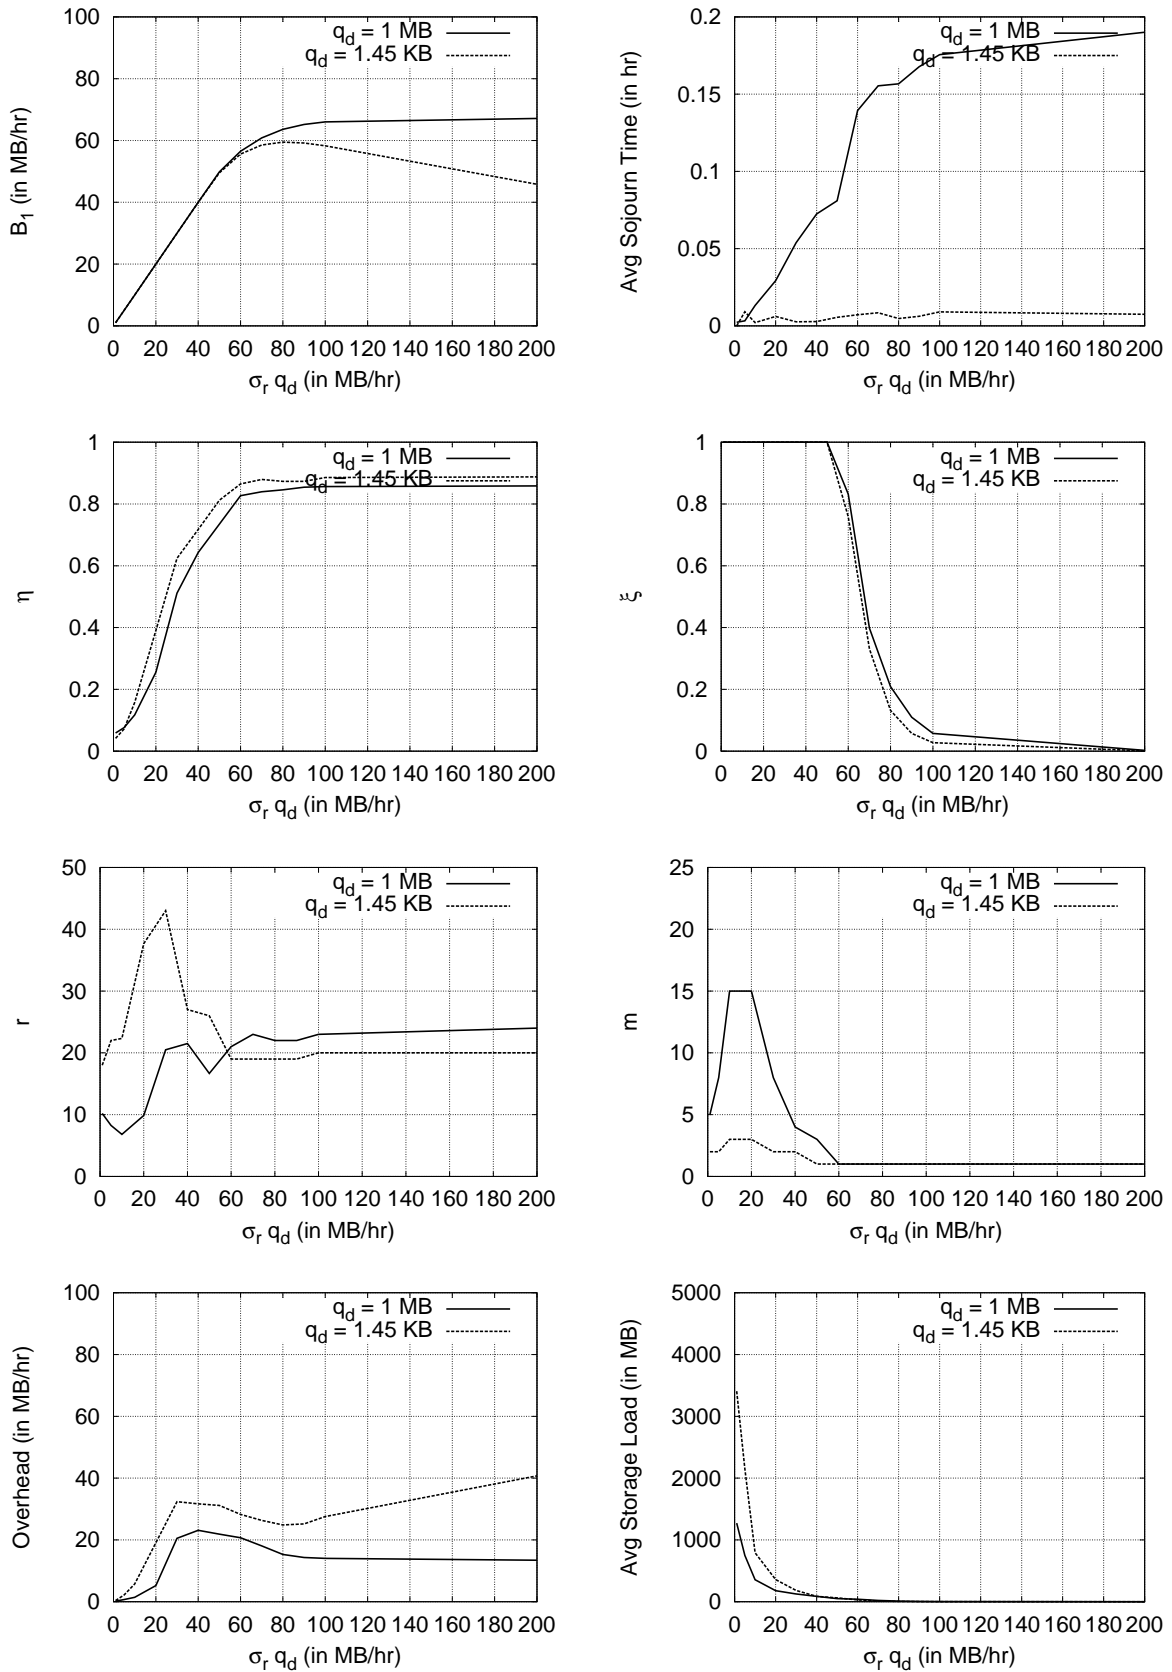 100
80
60
40
20
0
B1 (in MB/hr)
qd = 1 MB
qd = 1.45 KB
0 20 40 60 80 100 120 140 160 180 200
σr qd (in MB/hr)
0.2
0.15
0.1
0.05
0
Avg Sojourn Time (in hr)
qd = 1 MB
qd = 1.45 KB
0 20 40 60 80 100 120 140 160 180 200
σr qd (in MB/hr)
1
0.8
0.6
0.4
0.2
0
η
qd = 1 MB
qd = 1.45 KB
0 20 40 60 80 100 120 140 160 180 200
σr qd (in MB/hr)
1
0.8
0.6
0.4
0.2
0
ξ
qd = 1 MB
qd = 1.45 KB
0 20 40 60 80 100 120 140 160 180 200
σr qd (in MB/hr)
50
40
30
20
10
0
r
qd = 1 MB
qd = 1.45 KB
0 20 40 60 80 100 120 140 160 180 200
σr qd (in MB/hr)
25
20
15
10
5
0
m
qd = 1 MB
qd = 1.45 KB
0 20 40 60 80 100 120 140 160 180 200
σr qd (in MB/hr)
100
80
60
40
20
0
Overhead (in MB/hr)
qd = 1 MB
qd = 1.45 KB
0 20 40 60 80 100 120 140 160 180 200
σr qd (in MB/hr)
5000
4000
3000
2000
1000
0
Avg Storage Load (in MB)
qd = 1 MB
qd = 1.45 KB
0 20 40 60 80 100 120 140 160 180 200
σr qd (in MB/hr)